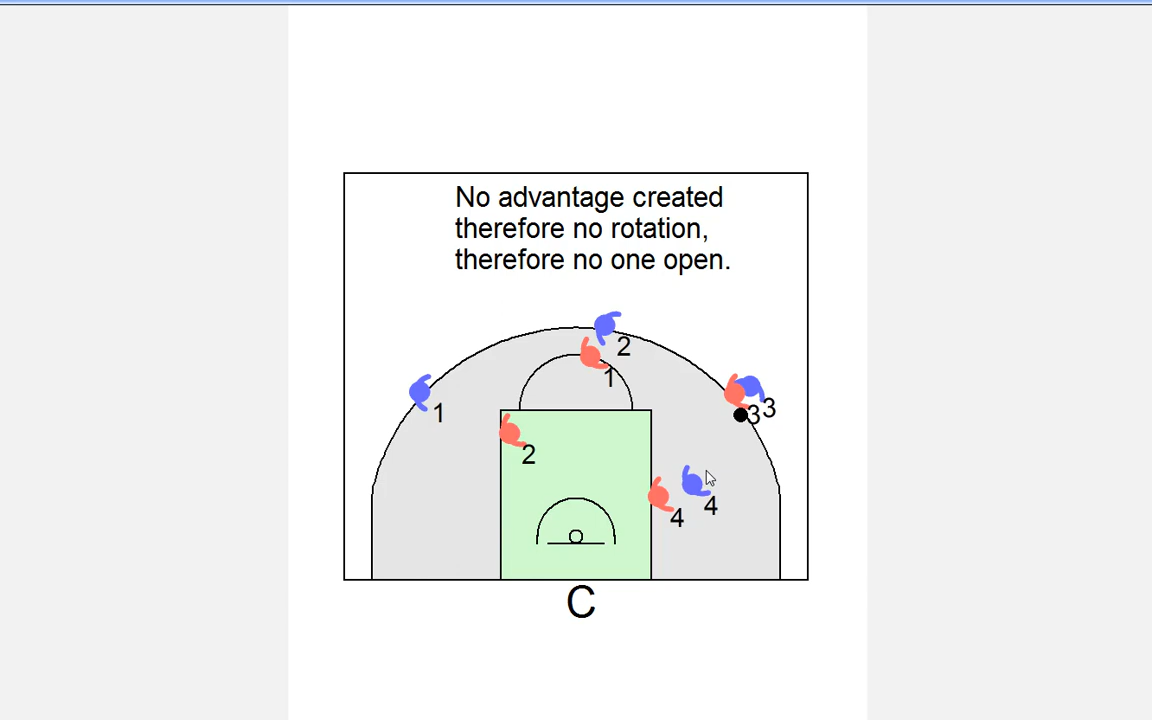 No advantage created
therefore no rotation,
therefore no one open.
2
1
1
3
3
2
4
4
C